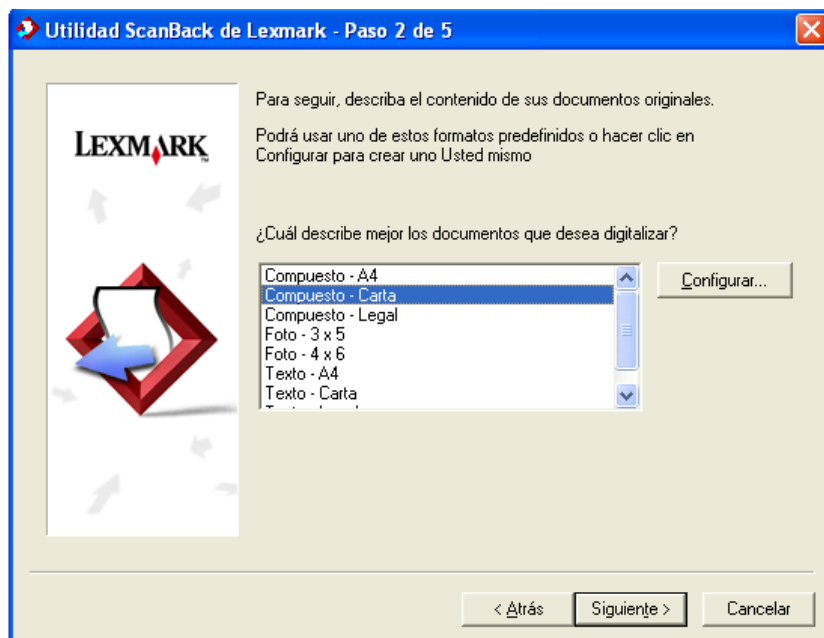 Utilidad ScanBack de Lexmark - Paso 2 de 5
LEXMARK™
Para seguir, describa el contenido de sus documentos originales.
Podrá usar uno de estos formatos predefinidos o hacer clic en
Configurar para crear uno Usted mismo
¿Cuál describe mejor los documentos que desea digitalizar?
Compuesto - A4
Compuesto - Carta
Compuesto - Legal
Foto - 3 x 5
Foto - 4 x 6
Texto - A4
Texto - Carta
Configurar...
< Atrás
Siguiente >
Cancelar